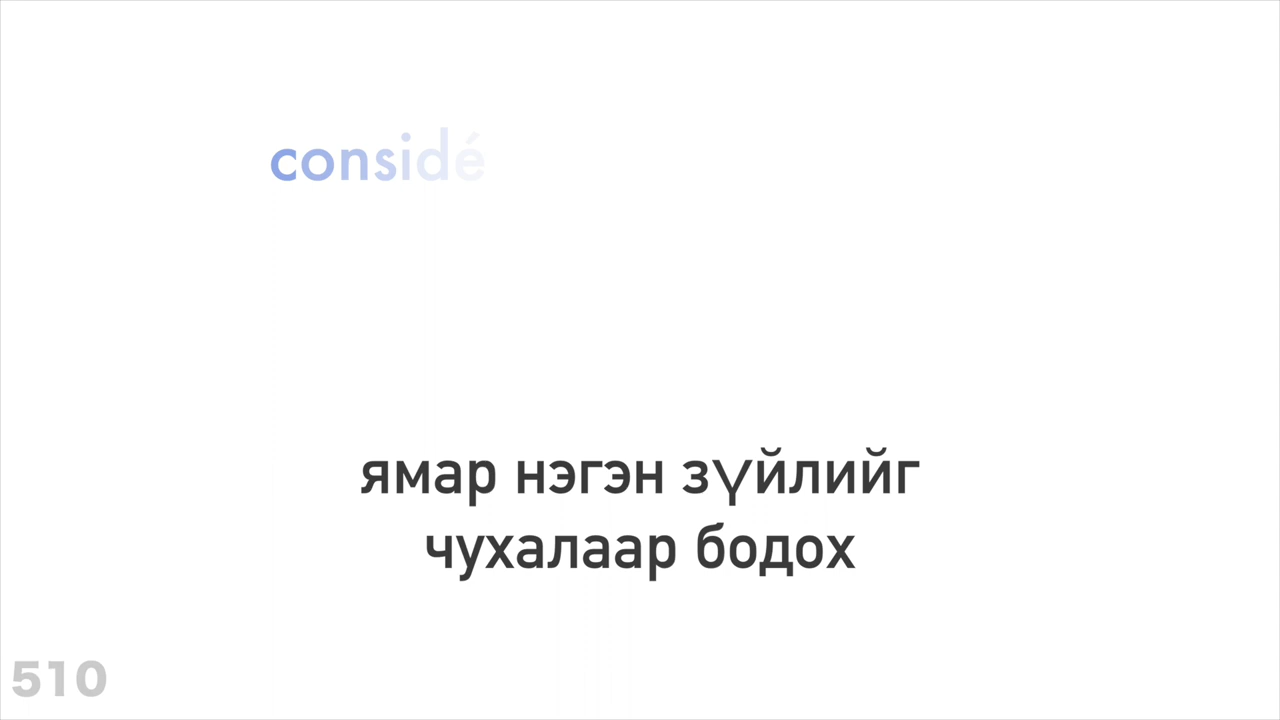 considé
ямар нэгэн зүйлийг
чухалаар бодох
510